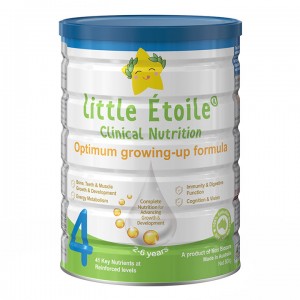 Little Étoile®
Clinical Nutrition
Optimum growing-up formula
Bone, Teeth & Muscle
Growth & Development
Energy Metabolism
Immunity & Digestive
Function
Cognition & Vision
Complete
Nutrition for
Advancing
Growth &
Development
2-6 years
4
41 Key Nutrients at
Reinforced levels
A product of
Made in Australia